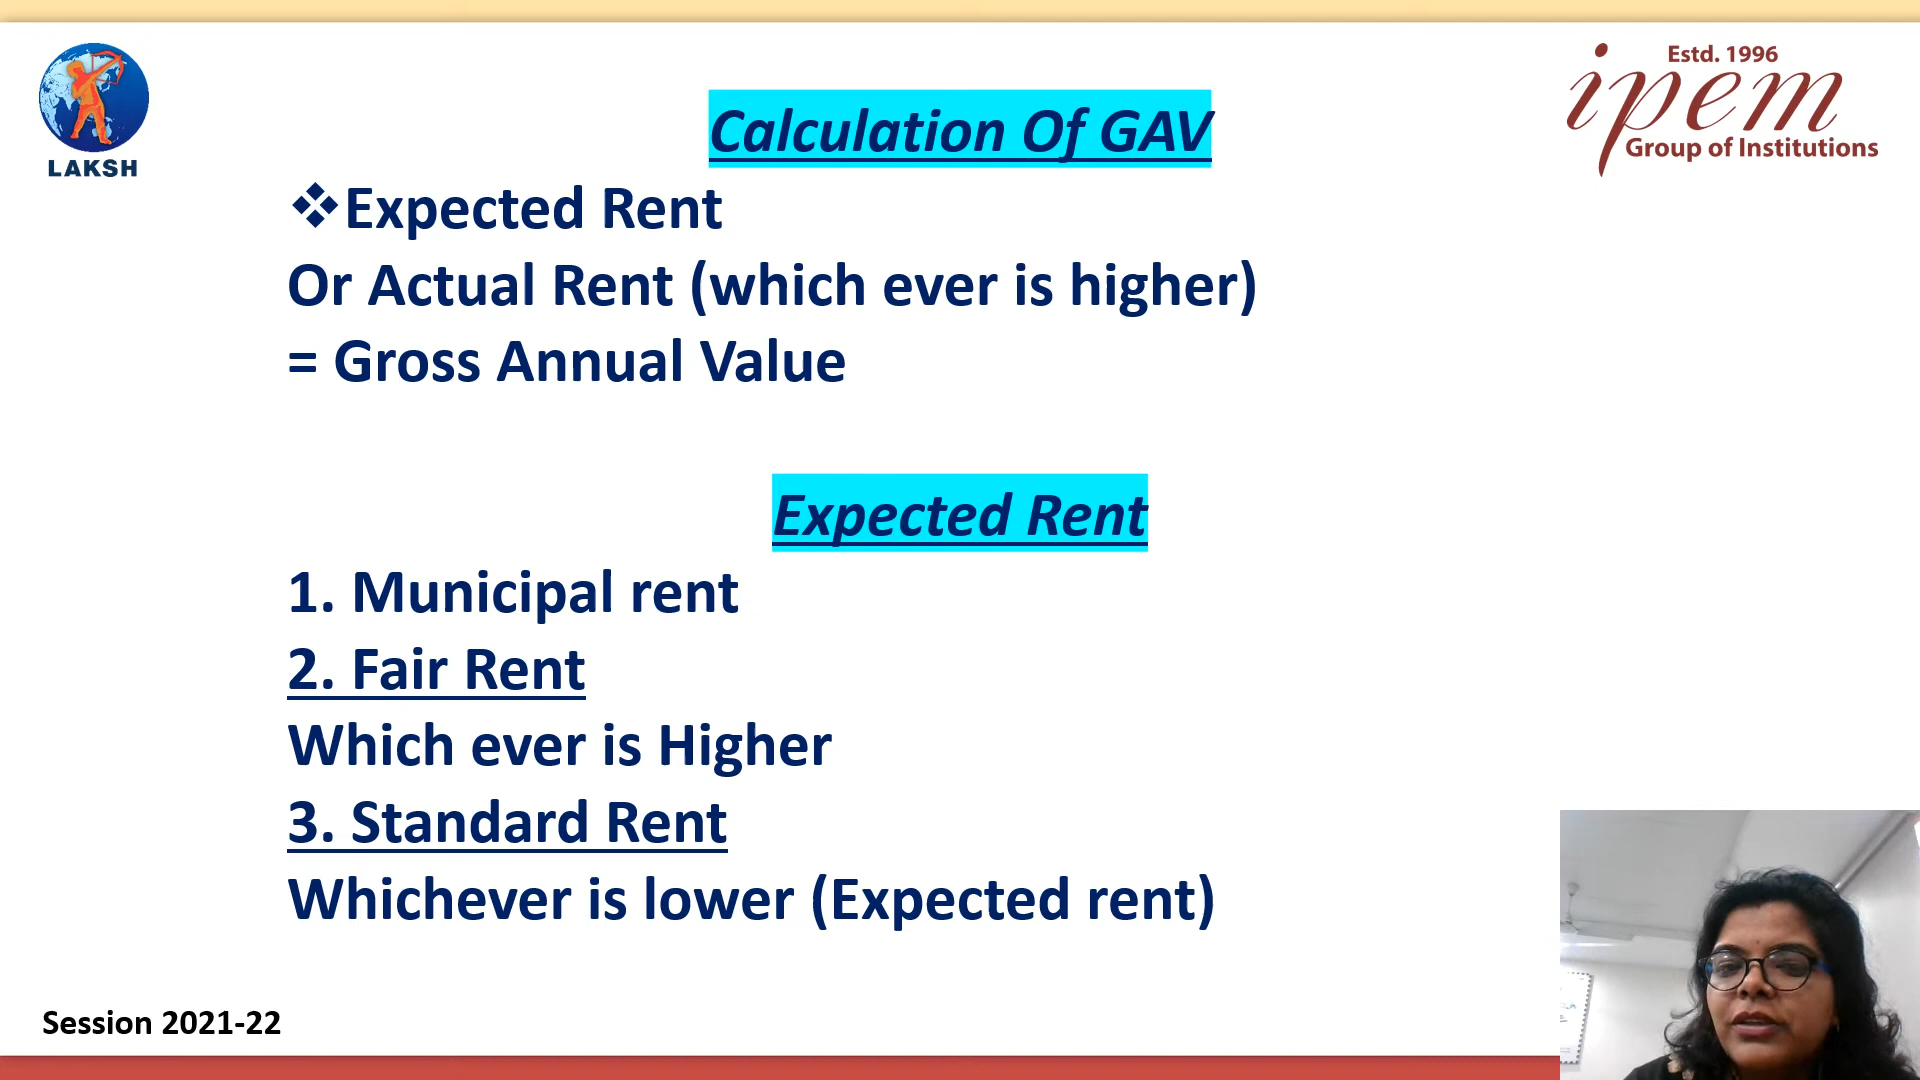 LAKSH
Estd. 1996
ipem
Group of Institutions
Calculation Of GAV
❖Expected Rent
Or Actual Rent (which ever is higher)
= Gross Annual Value
Expected Rent
1. Municipal rent
2. Fair Rent
Which ever is Higher
3. Standard Rent
Whichever is lower (Expected rent)
Session 2021-22